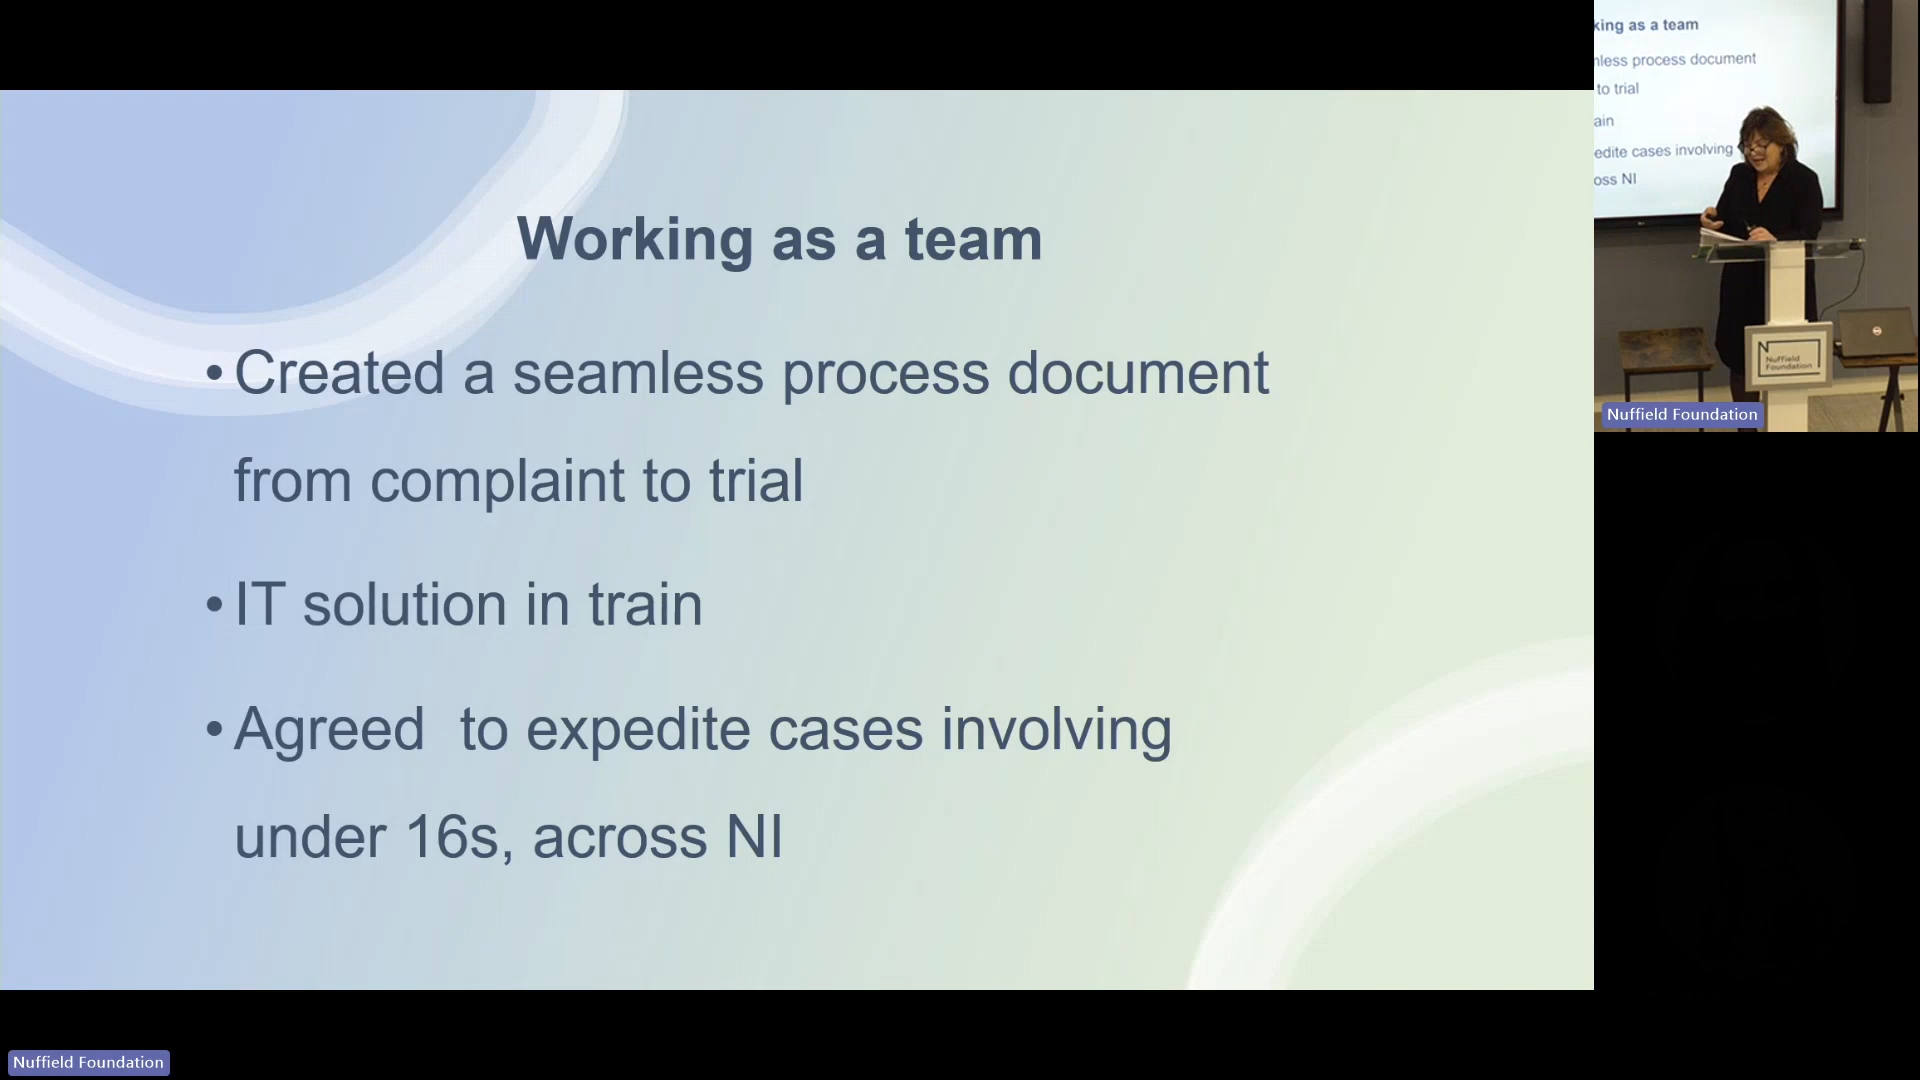 Working as a team
• Created a seamless process document
from complaint to trial
• IT solution in train
• Agreed  to expedite cases involving
under 16s, across NI
king as a team
nless process document
to trial
ain
edite cases involving
oss NI
N
Nuffield
Foundation
Nuffield Foundation
Nuffield Foundation